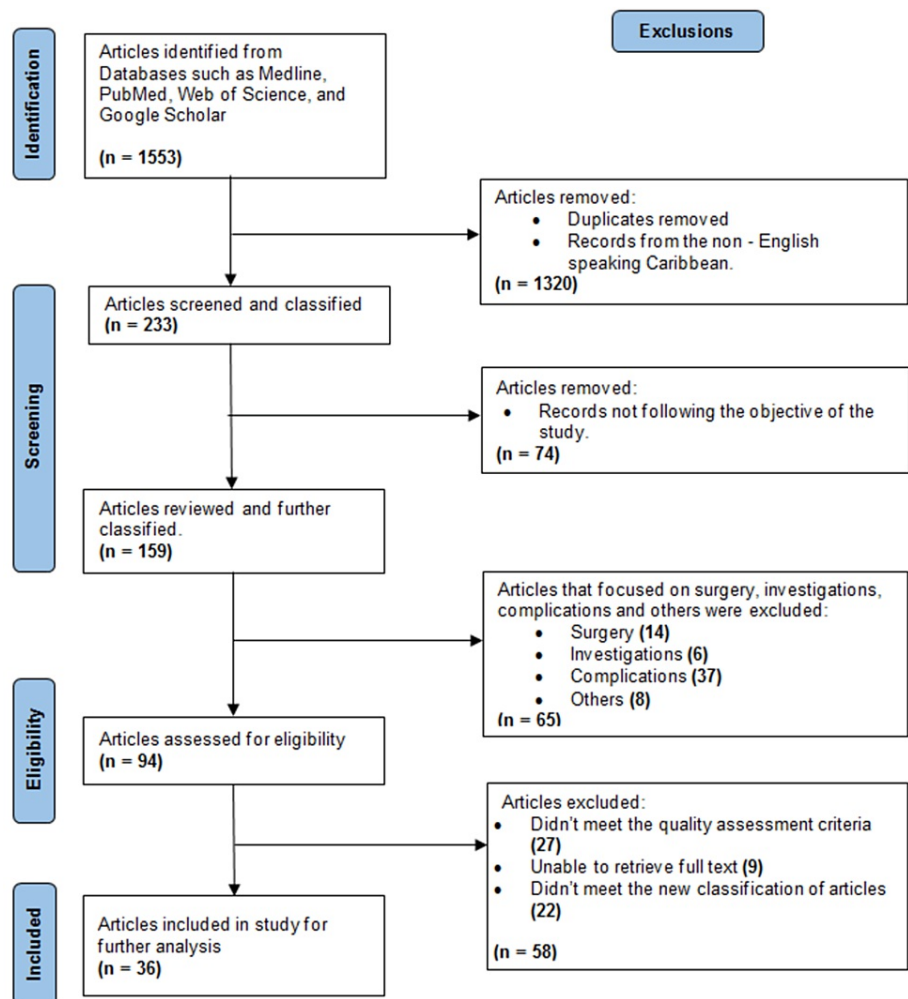 Identification
Articles identified from
Databases such as Medline,
PubMed, Web of Science, and
Google Scholar
(n = 1553)
Exclusions
Articles removed:
• Duplicates removed
• Records from the non - English
speaking Caribbean.
(n = 1320)
Screening
Articles screened and classified
(n = 233)
Articles removed:
• Records not following the objective of the
study.
(n = 74)
Articles reviewed and further
classified.
(n = 159)
Articles that focused on surgery, investigations,
complications and others were excluded:
• Surgery (14)
• Investigations (6)
• Complications (37)
• Others (8)
(n = 65)
Eligibility
Articles assessed for eligibility
(n = 94)
Articles excluded:
• Didn't meet the quality assessment criteria
(27)
• Unable to retrieve full text (9)
• Didn't meet the new classification of articles
(22)
(n = 58)
Included
Articles included in study for
further analysis
(n = 36)